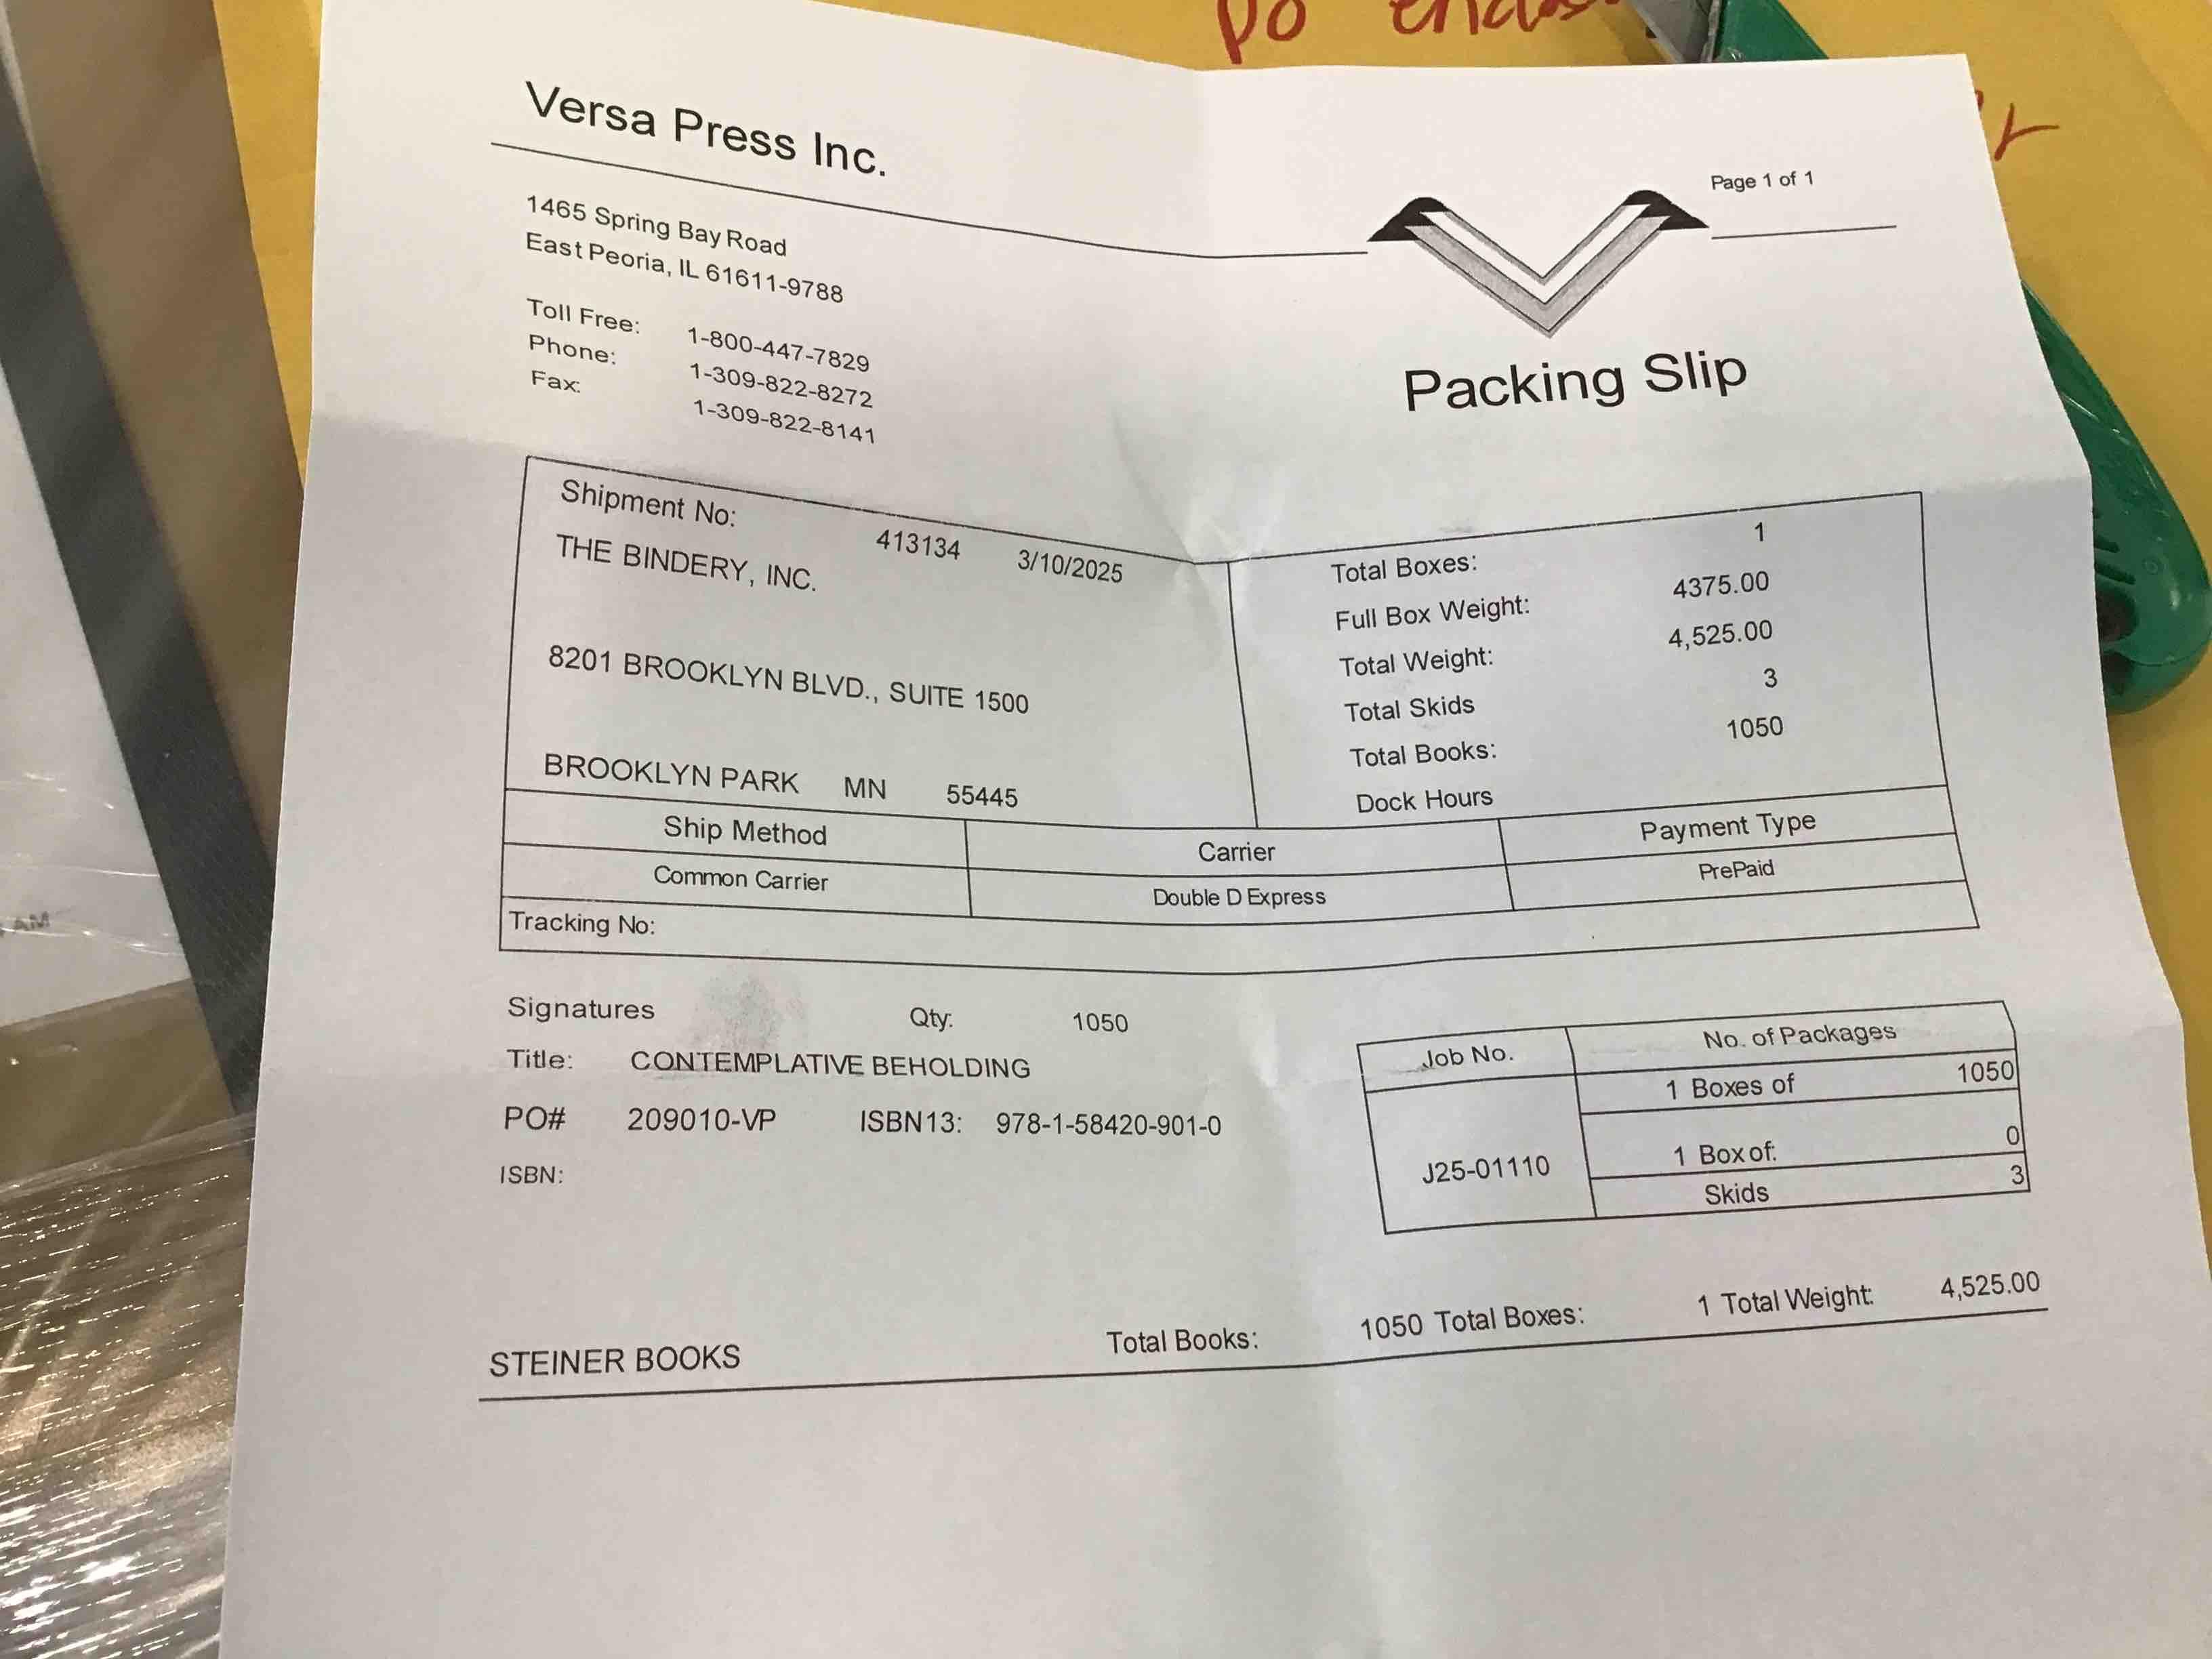 po
Versa Press Inc.
Page 1 of 1
1465 Spring Bay Road
East Peoria, IL 61611-9788
Toll Free: 1-800-447-7829
Phone: 1-309-822-8272
Fax: 1-309-822-8141
Packing Slip
Shipment No: 413134 3/10/2025
THE BINDERY, INC.
8201 BROOKLYN BLVD., SUITE 1500
BROOKLYN PARK MN 55445
Total Boxes: 1
Full Box Weight: 4375.00
Total Weight: 4,525.00
Total Skids 3
Total Books: 1050
Dock Hours
Ship Method Carrier Payment Type
Common Carrier Double D Express PrePaid
Tracking No:
Signatures Qty: 1050
Title: CONTEMPLATIVE BEHOLDING
PO# 209010-VP ISBN13: 978-1-58420-901-0
ISBN:
Job No. No. of Packages
1 Boxes of 1050
J25-01110 1 Box of: 0
Skids 3
STEINER BOOKS Total Books: 1050 Total Boxes: 1 Total Weight: 4,525.00
AM